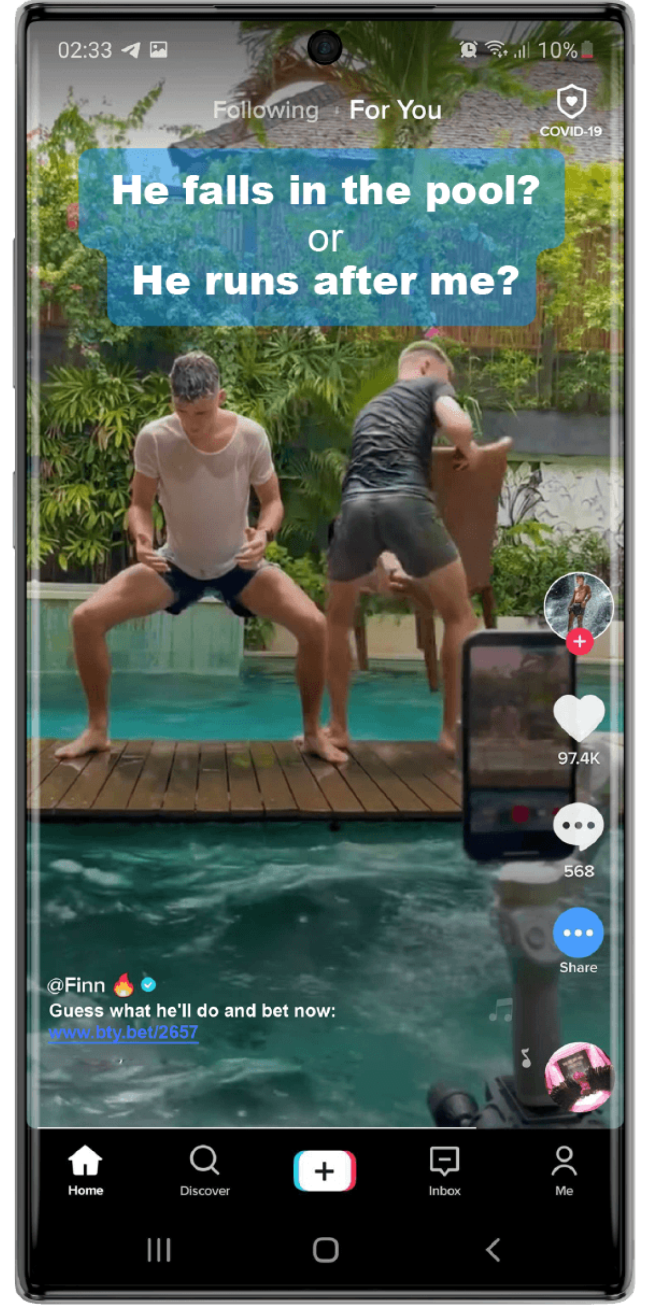 02:33 10%
Following For You
COVID-19
He falls in the pool?
or
He runs after me?
97.4K
568
Share
@Finn 🔥
Guess what he'll do and bet now:
www.bty.bet/2657
Home Discover Inbox Me